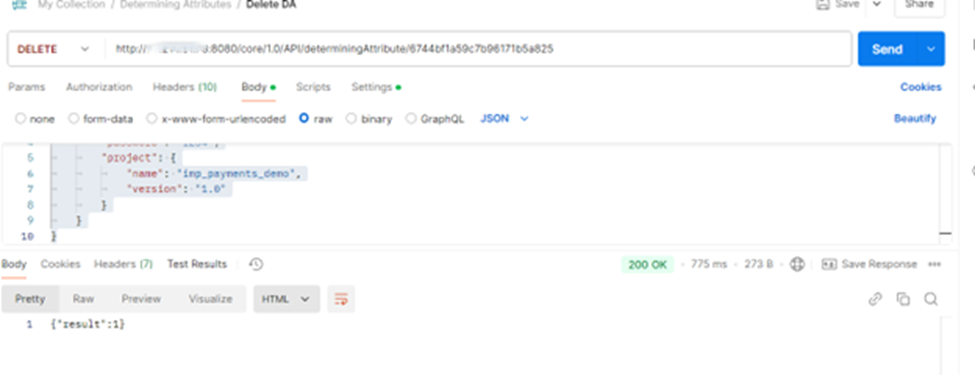 My Collection / Determining Attributes / Delete DA
Save
Share
DELETE
http:// :8080/core/1.0/API/determiningAttribute/6744bf1a59c7b96171b5a825
Send
Params Authorization Headers (10) Body Scripts Settings
Cookies
none form-data x-www-form-urlencoded raw binary GraphQL JSON
Beautify
5 "project": {
6 "name": "imp_payments_demo",
7 "version": "1.0"
8 }
9 }
10 }
Body Cookies Headers (7) Test Results
200 OK 775 ms 273 B Save Response
Pretty Raw Preview Visualize HTML
1 {"result":1}